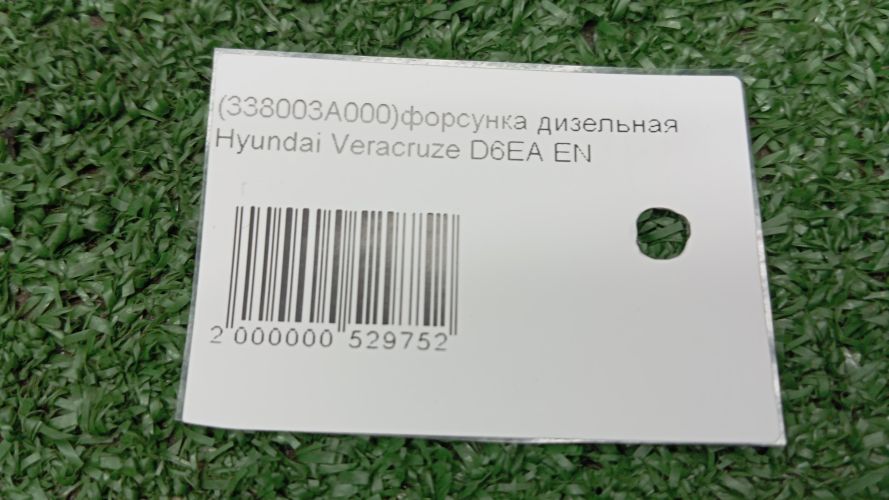 (338003A000)форсунка дизельная
Hyundai Veracruze D6EA EN
2 000000 529752